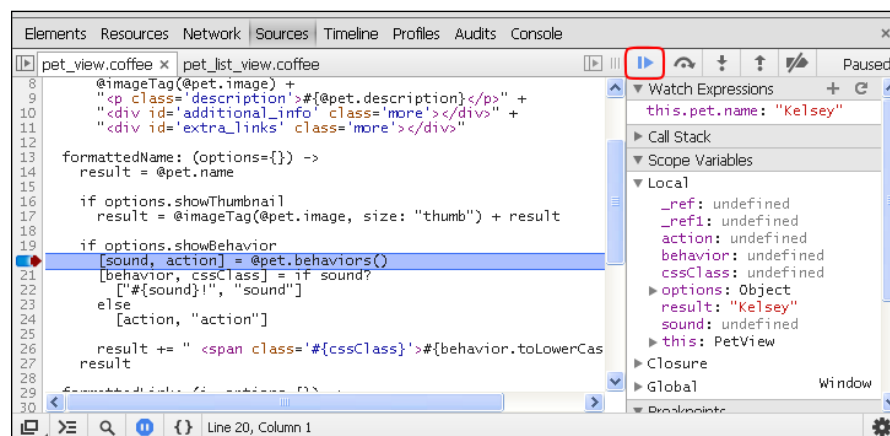 Elements Resources Network Sources Timeline Profiles Audits Console ×
pet_view.coffee × pet_list_view.coffee
Paused
8 @imageTag(@pet.image) +
9 "<p class='description'>#{@pet.description}</p>" +
10 "<div id='additional_info' class='more'></div>" +
11 "<div id='extra_links' class='more'></div>"
12
13 formattedName: (options={}) ->
14 result = @pet.name
15
16 if options.showThumbnail
17 result = @imageTag(@pet.image, size: "thumb") + result
18
19 if options.showBehavior
[sound, action] = @pet.behaviors()
21 [behavior, cssClass] = if sound?
22 ["#{sound}!", "sound"]
23 else
24 [action, "action"]
25
26 result += " <span class='#{cssClass}'>#{behavior.toLowerCas
27 result
28
29
30
Watch Expressions + C
this.pet.name: "Kelsey"
Call Stack
Scope Variables
Local
_ref: undefined
_ref1: undefined
action: undefined
behavior: undefined
cssClass: undefined
options: Object
result: "Kelsey"
sound: undefined
this: PetView
Closure
Global Window
Breakpoints
{ } Line 20, Column 1